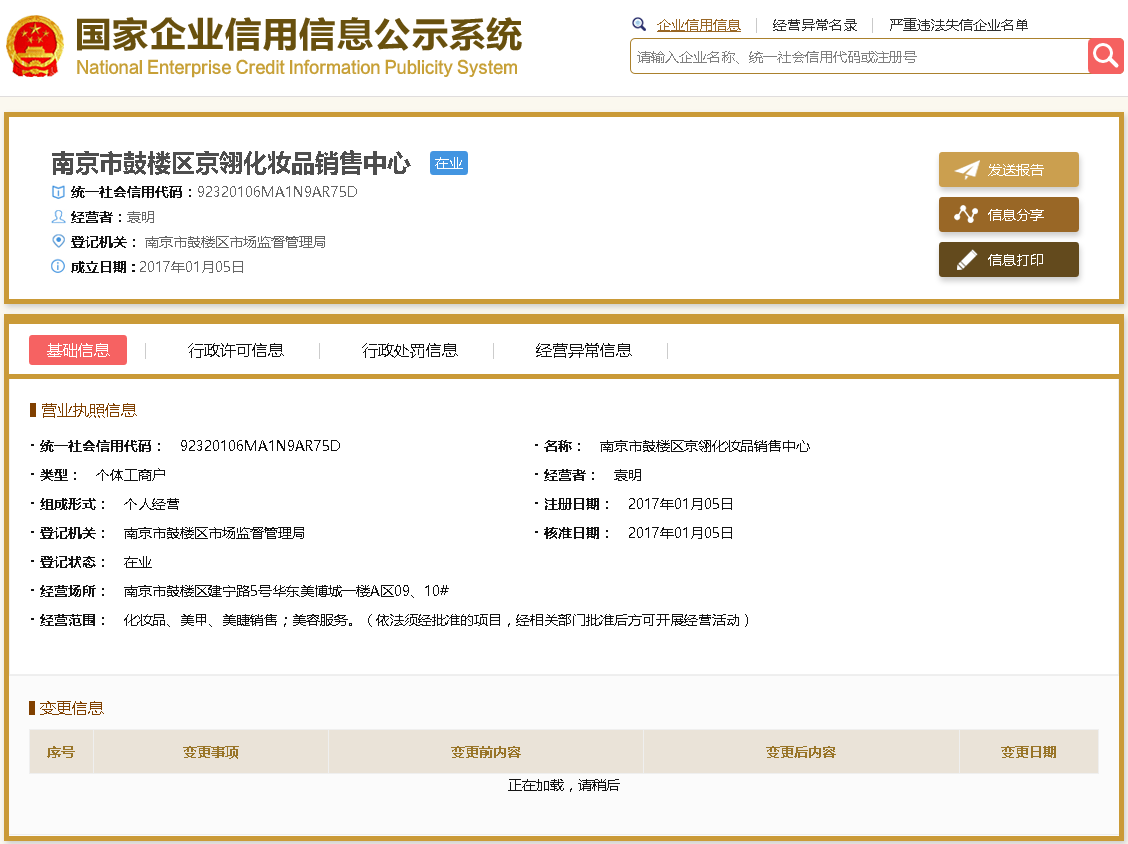 国家企业信用信息公示系统
National Enterprise Credit Information Publicity System
企业信用信息 经营异常名录 严重违法失信企业名单
请输入企业名称、统一社会信用代码或注册号
南京市鼓楼区京翎化妆品销售中心 在业
统一社会信用代码：92320106MA1N9AR75D
经营者：袁明
登记机关： 南京市鼓楼区市场监督管理局
成立日期：2017年01月05日
发送报告
信息分享
信息打印
基础信息 行政许可信息 行政处罚信息 经营异常信息
营业执照信息
· 统一社会信用代码： 92320106MA1N9AR75D · 名称： 南京市鼓楼区京翎化妆品销售中心
· 类型： 个体工商户 · 经营者： 袁明
· 组成形式： 个人经营 · 注册日期： 2017年01月05日
· 登记机关： 南京市鼓楼区市场监督管理局 · 核准日期： 2017年01月05日
· 登记状态： 在业
· 经营场所： 南京市鼓楼区建宁路5号华东美博城一楼A区09、10#
· 经营范围： 化妆品、美甲、美睫销售；美容服务。（依法须经批准的项目，经相关部门批准后方可开展经营活动）
变更信息
序号 变更事项 变更前内容 变更后内容 变更日期
正在加载，请稍后